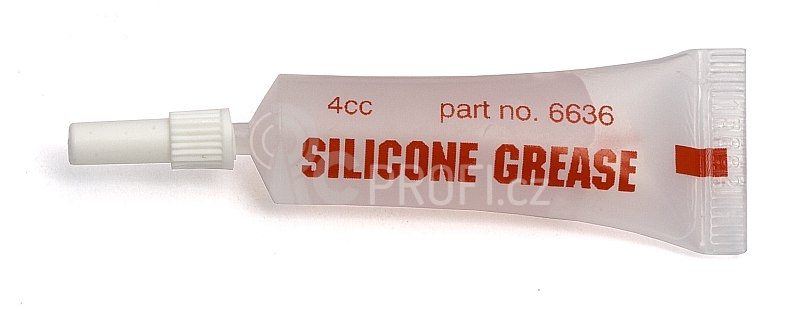 4cc part no. 6636
SILICONE GREASE
PROFI.cz